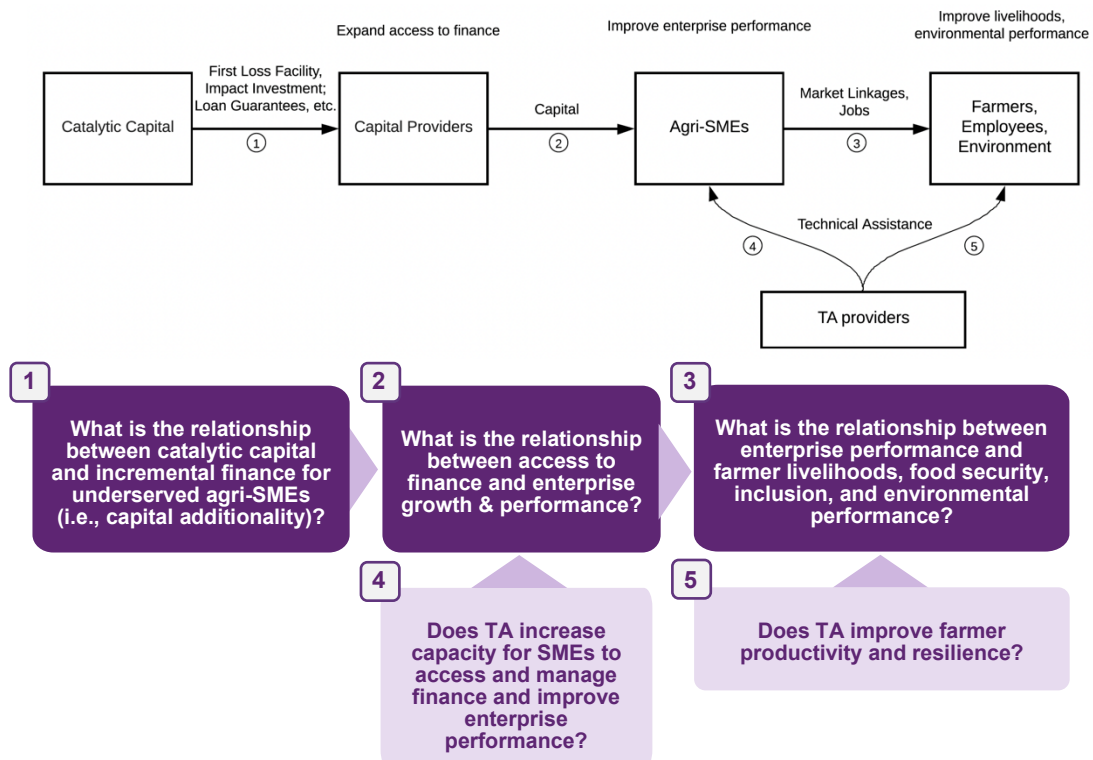 Expand access to finance
Improve enterprise performance
Improve livelihoods,
environmental performance
Catalytic Capital
First Loss Facility,
Impact Investment;
Loan Guarantees, etc.
1
Capital Providers
Capital
2
Agri-SMEs
Market Linkages,
Jobs
3
Farmers,
Employees,
Environment
Technical Assistance
4
5
TA providers
1
What is the relationship
between catalytic capital
and incremental finance for
underserved agri-SMEs
(i.e., capital additionality)?
2
What is the relationship
between access to
finance and enterprise
growth & performance?
3
What is the relationship between
enterprise performance and
farmer livelihoods, food security,
inclusion, and environmental
performance?
4
Does TA increase
capacity for SMEs to
access and manage
finance and improve
enterprise
performance?
5
Does TA improve farmer
productivity and resilience?